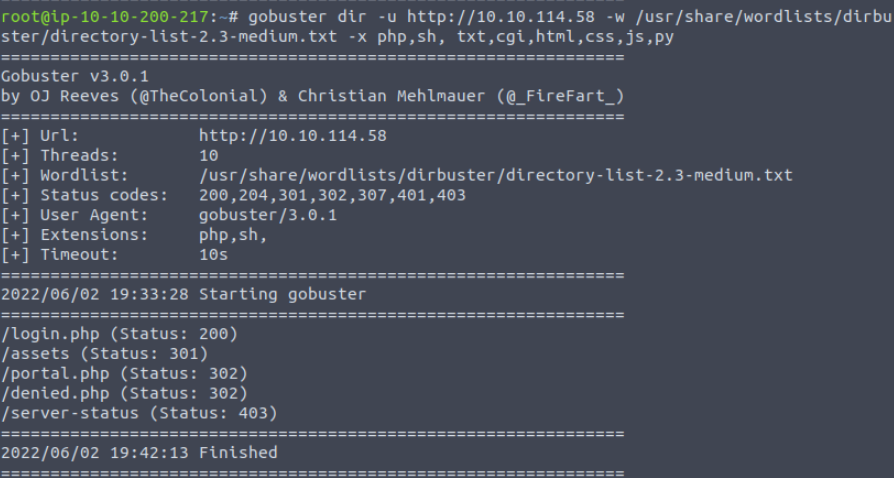 root@ip-10-10-200-217:~# gobuster dir -u http://10.10.114.58 -w /usr/share/wordlists/dirbu
ster/directory-list-2.3-medium.txt -x php,sh, txt,cgi,html,css,js,py
===============================================================
Gobuster v3.0.1
by OJ Reeves (@TheColonial) & Christian Mehlmauer (@_FireFart_)
===============================================================
[+] Url:            http://10.10.114.58
[+] Threads:        10
[+] Wordlist:       /usr/share/wordlists/dirbuster/directory-list-2.3-medium.txt
[+] Status codes:   200,204,301,302,307,401,403
[+] User Agent:     gobuster/3.0.1
[+] Extensions:     php,sh,
[+] Timeout:        10s
===============================================================
2022/06/02 19:33:28 Starting gobuster
===============================================================
/login.php (Status: 200)
/assets (Status: 301)
/portal.php (Status: 302)
/denied.php (Status: 302)
/server-status (Status: 403)
===============================================================
2022/06/02 19:42:13 Finished
===============================================================